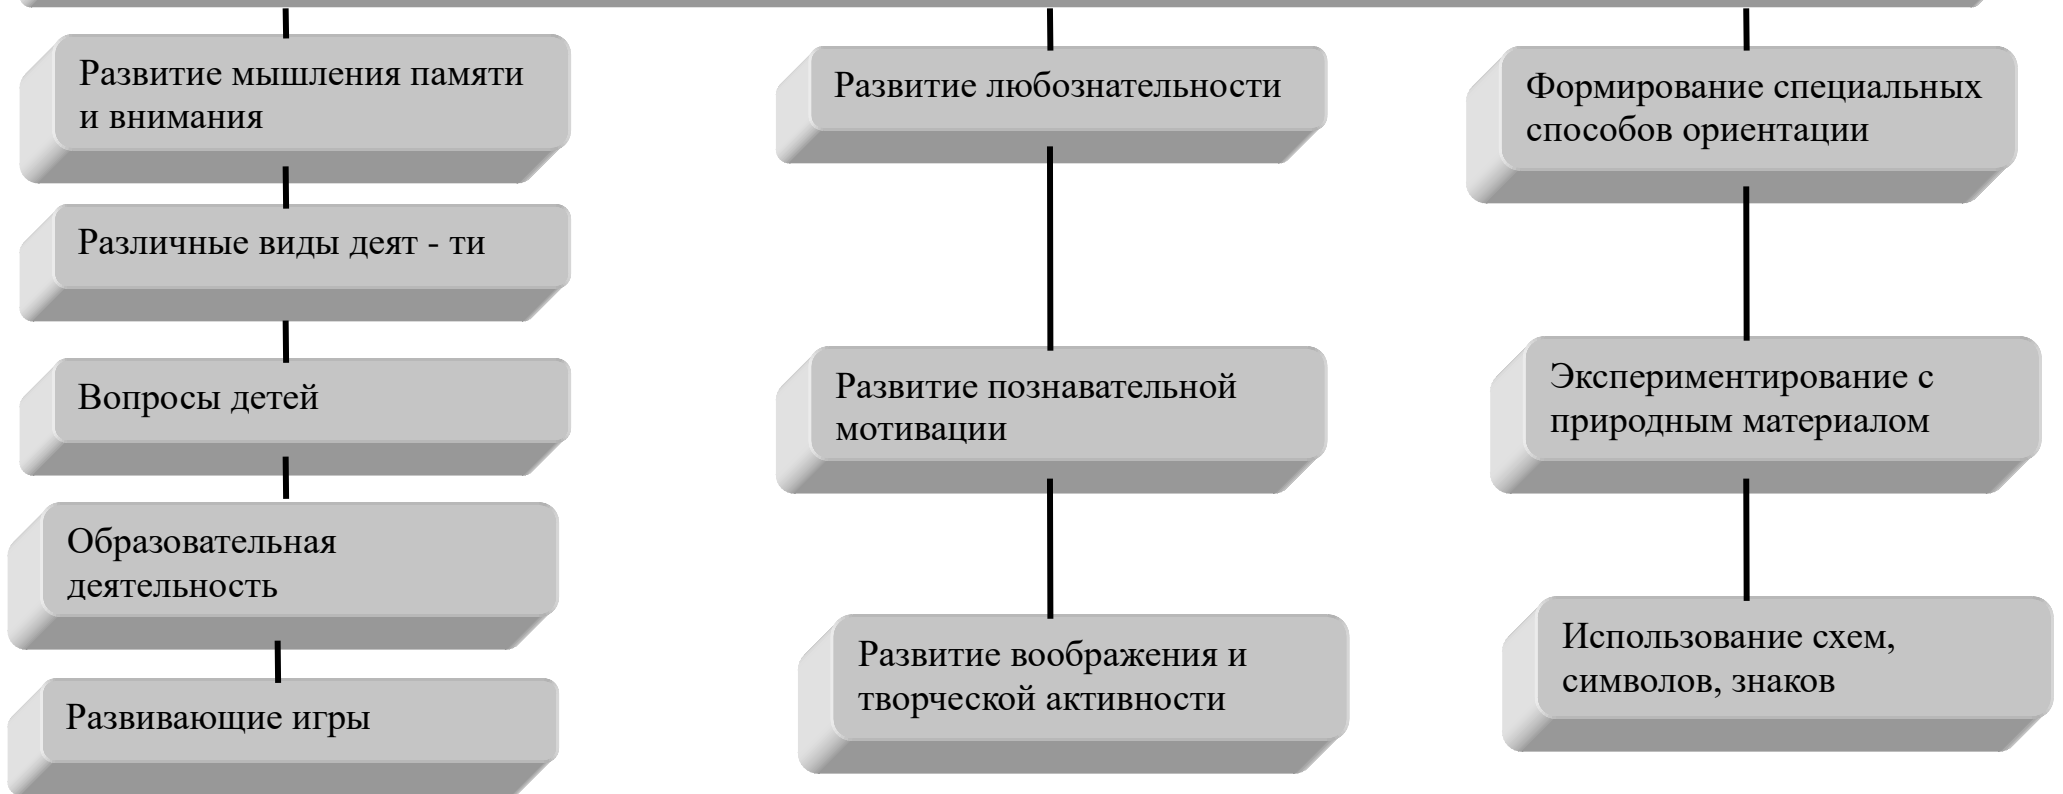 Развитие мышления памяти
и внимания
Различные виды деят - ти
Вопросы детей
Образовательная
деятельность
Развивающие игры
Развитие любознательности
Развитие познавательной
мотивации
Развитие воображения и
творческой активности
Формирование специальных
способов ориентации
Экспериментирование с
природным материалом
Использование схем,
символов, знаков